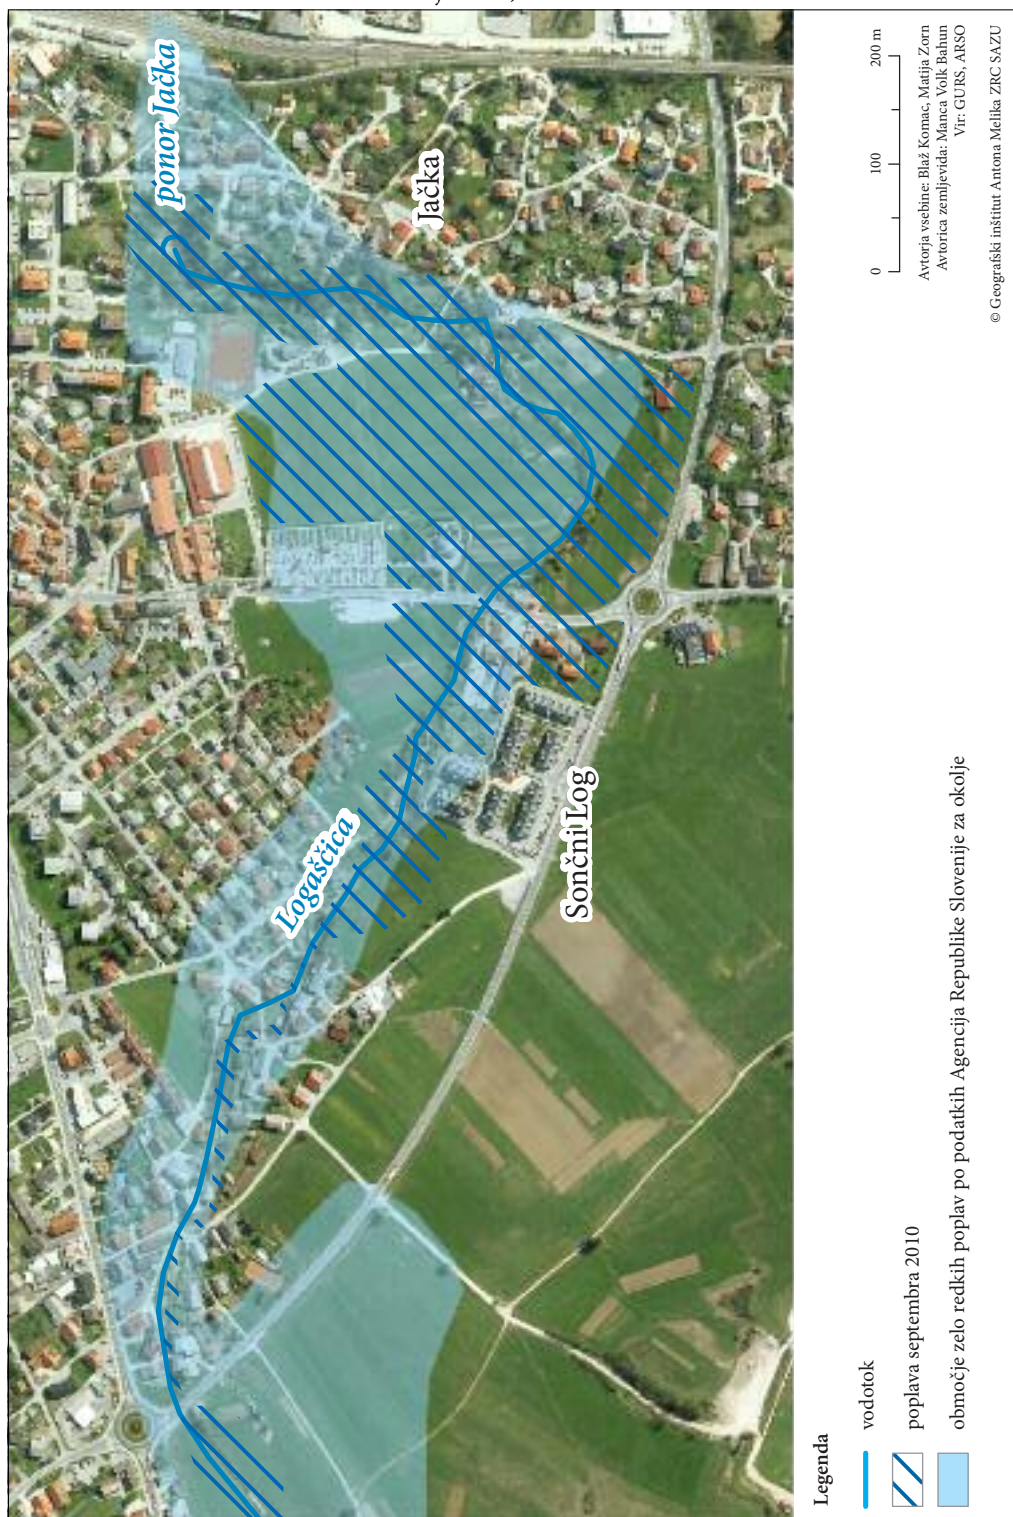 ponor Jačka
Jačka
Logaščica
Sončni Log
Legenda
vodotok
poplava septembra 2010
območje zelo redkih poplav po podatkih Agencija Republike Slovenije za okolje
0 100 200 m
Avtorja vsebine: Blaž Komac, Matija Zorn
Avtorica zemljevida: Manca Volk Bahun
Vir: GURS, ARSO
© Geografski inštitut Antona Melika ZRC SAZU